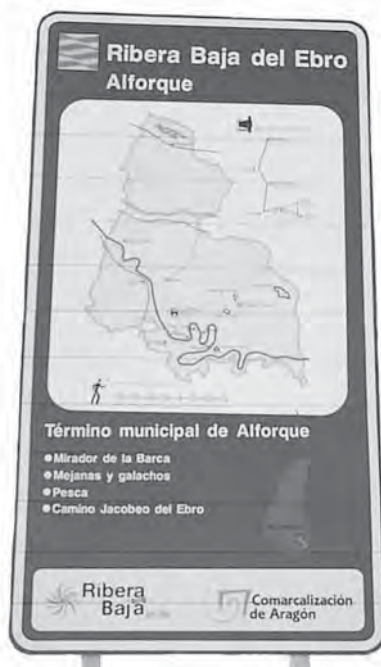 Ribera Baja del Ebro
Alforque
Término municipal de Alforque
Mirador de la Barca
Mejanas y galachos
Pesca
Camino Jacobeo del Ebro
Ribera
Baja
Comarcalización
de Aragón